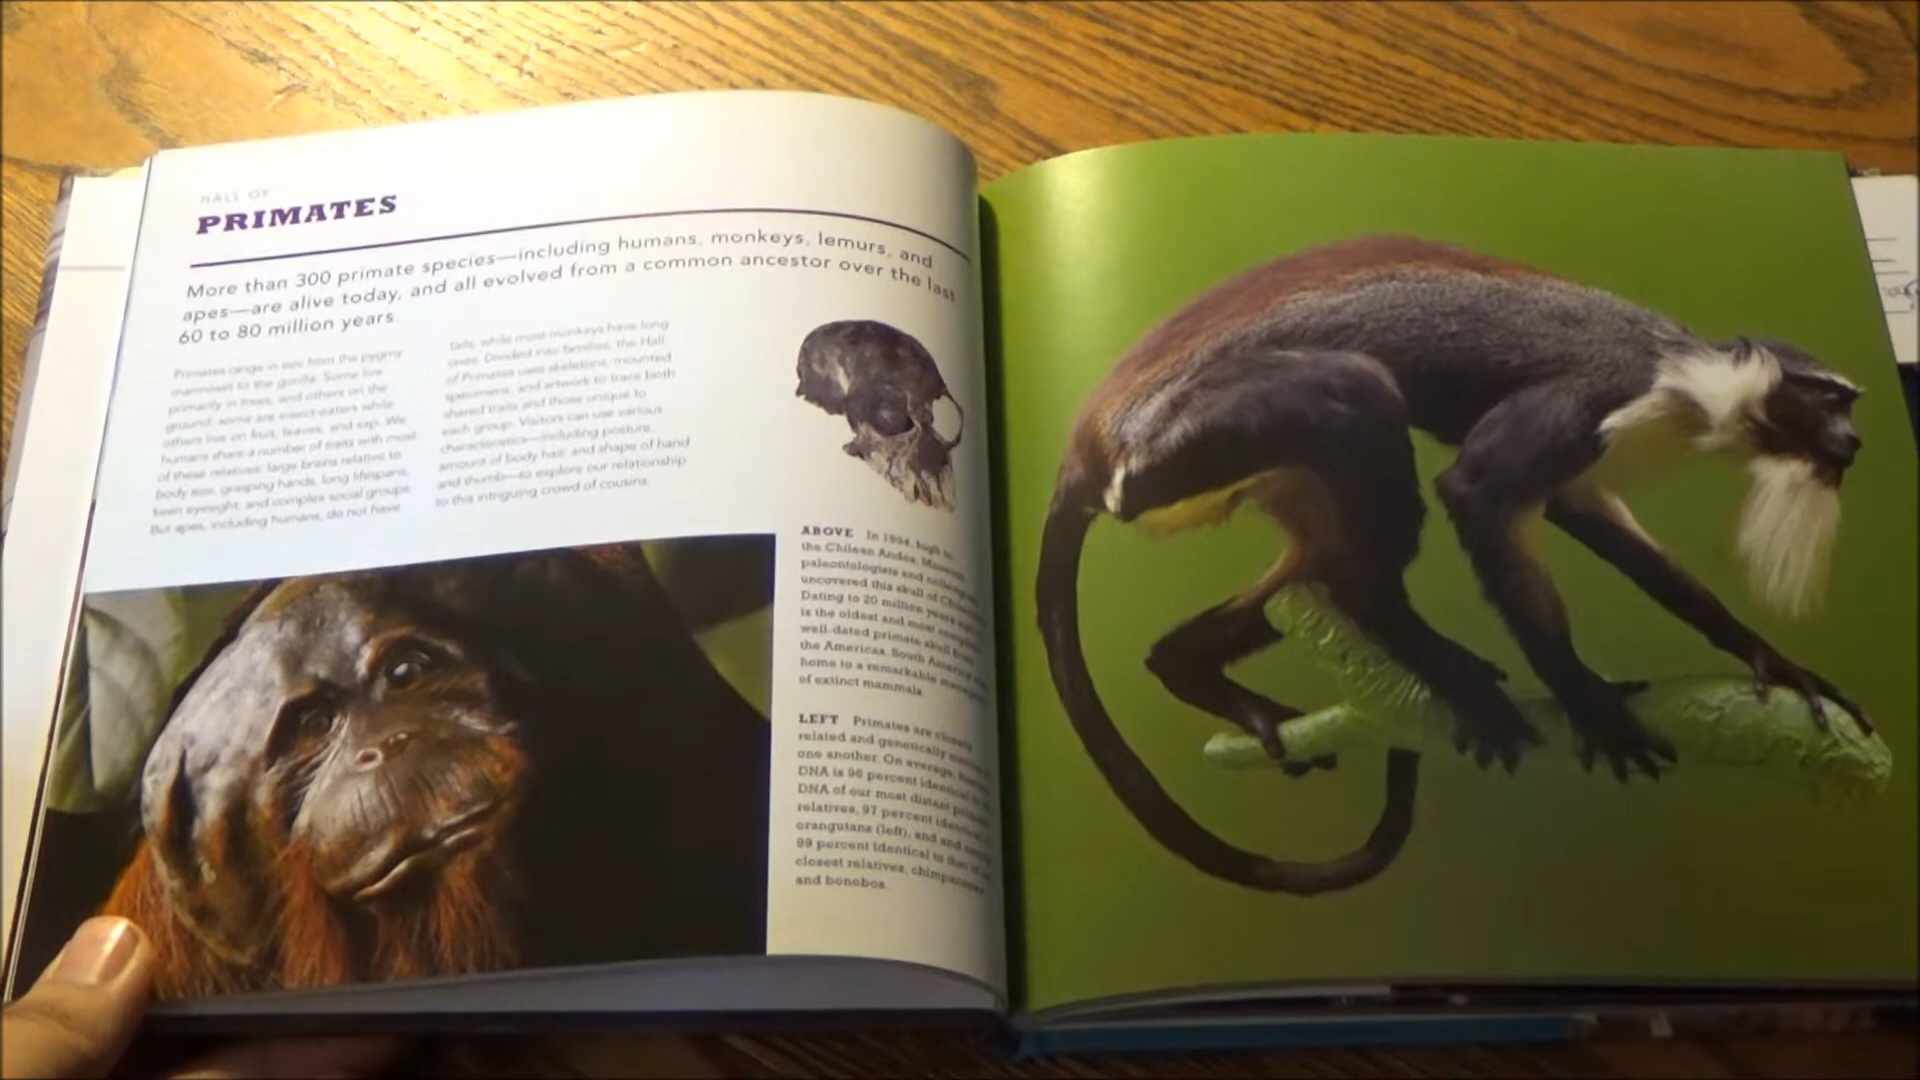 HALL OF
PRIMATES
More than 300 primate species—including humans, monkeys, lemurs, and
apes—are alive today, and all evolved from a common ancestor over the last
60 to 80 million years.
Primates range in size from the pygmy
marmoset to the gorilla. Some live
primarily in trees, and others on the
ground; some are insect-eaters while
others live on fruit, leaves, and sap. We
humans share a number of traits with most
of these relatives: large brains relative to
body size, grasping hands, long lifespans,
keen eyesight, and complex social groups.
But apes, including humans, do not have
tails, while most monkeys have long
ones. Divided into families, the Hall
of Primates uses skeletons, mounted
specimens, and artwork to trace both
shared traits and those unique to
each group. Visitors can use various
characteristics—including posture,
amount of body hair, and shape of hand
and thumb—to explore our relationship
to this intriguing crowd of cousins.
ABOVE In 1994, high in
the Chilean Andes, Museum
paleontologists and
uncovered this skull of
Dating to 20 million years
is the oldest and most
well-dated primate skull
the Americas. South America
home to a remarkable
of extinct mammals.
LEFT Primates are closely
related and genetically
one another. On average,
DNA is 96 percent identical
DNA of our most distant
relatives, 97 percent
orangutans (left), and
99 percent identical to that
closest relatives, chimpanzees
and bonobos.